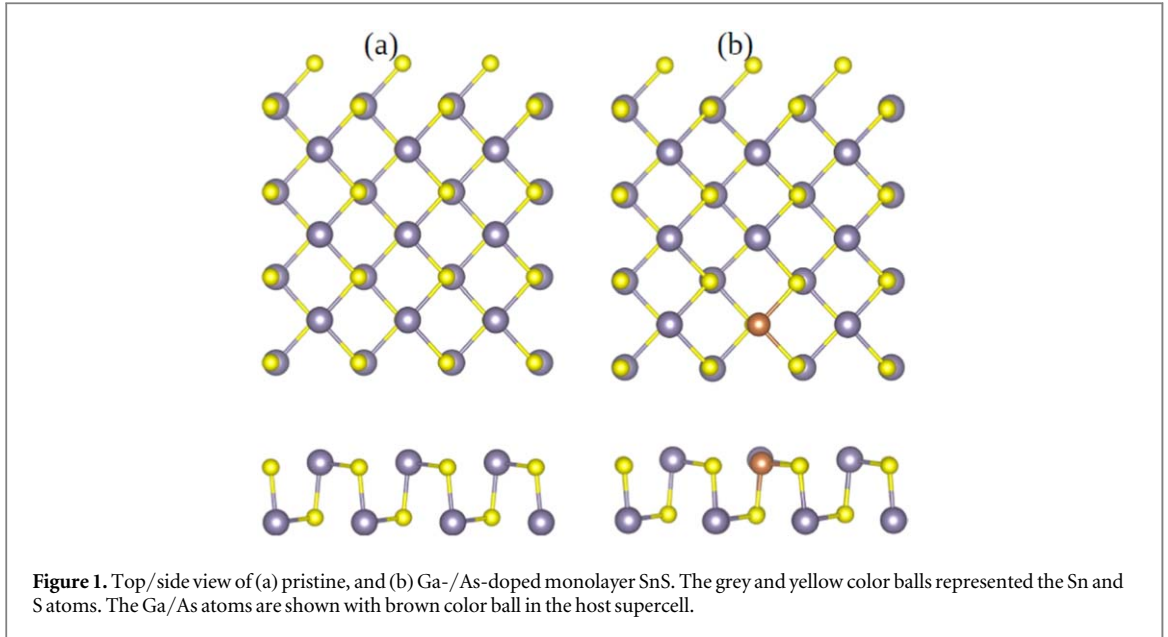 (a)
(b)
Figure 1. Top/side view of (a) pristine, and (b) Ga-/As-doped monolayer SnS. The grey and yellow color balls represented the Sn and
S atoms. The Ga/As atoms are shown with brown color ball in the host supercell.